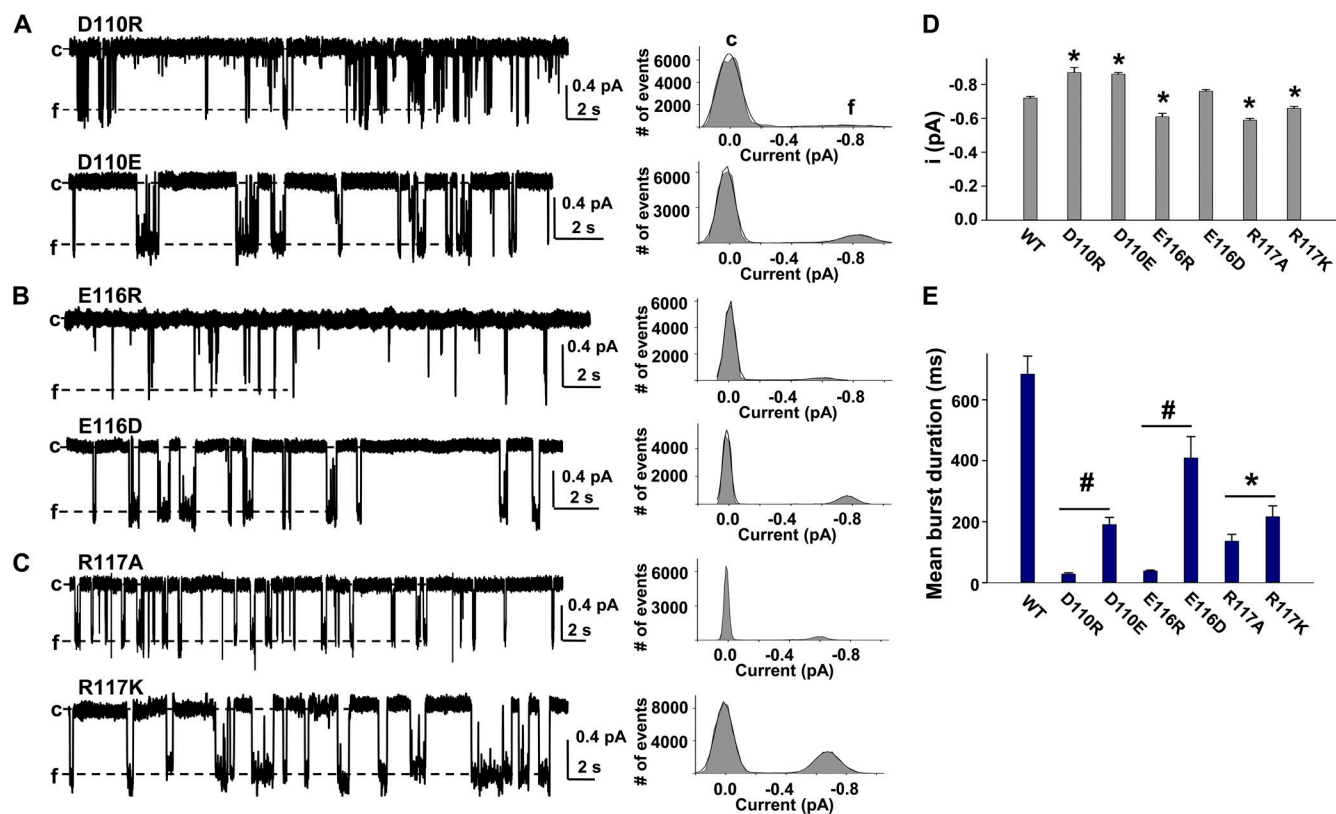 A
D110R
c
f
0.4 pA
2 s
D110E
c
f
0.4 pA
2 s
# of events
6000
4000
2000
c
f
0.0 -0.4 -0.8
Current (pA)
# of events
6000
3000
0.0 -0.4 -0.8
Current (pA)
B
E116R
c
f
0.4 pA
2 s
E116D
c
f
0.4 pA
2 s
# of events
6000
4000
2000
0.0 -0.4 -0.8
Current (pA)
# of events
4000
2000
0.0 -0.4 -0.8
Current (pA)
C
R117A
c
f
0.4 pA
2 s
R117K
c
f
0.4 pA
2 s
# of events
6000
3000
0.0 -0.4 -0.8
Current (pA)
# of events
8000
4000
0.0 -0.4 -0.8
Current (pA)
D
i (pA)
-0.8
-0.6
-0.4
-0.2
0.0
* * * * *
WT D110R D110E E116R E116D R117A R117K
E
Mean burst duration (ms)
600
400
200
0
# # *
WT D110R D110E E116R E116D R117A R117K